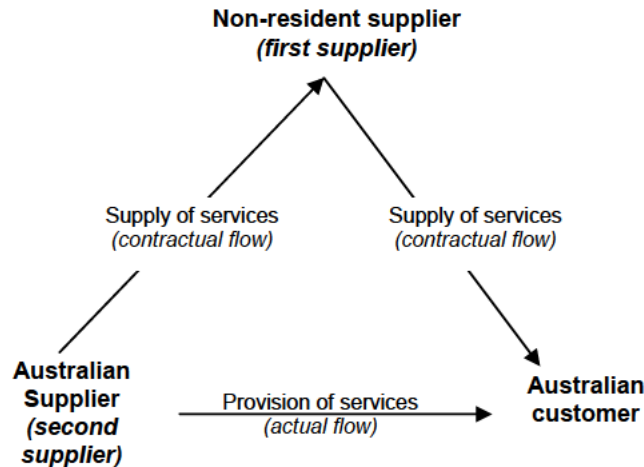 Non-resident supplier
(first supplier)
Supply of services
(contractual flow)
Supply of services
(contractual flow)
Australian
Supplier
(second
supplier)
Provision of services
(actual flow)
Australian
customer